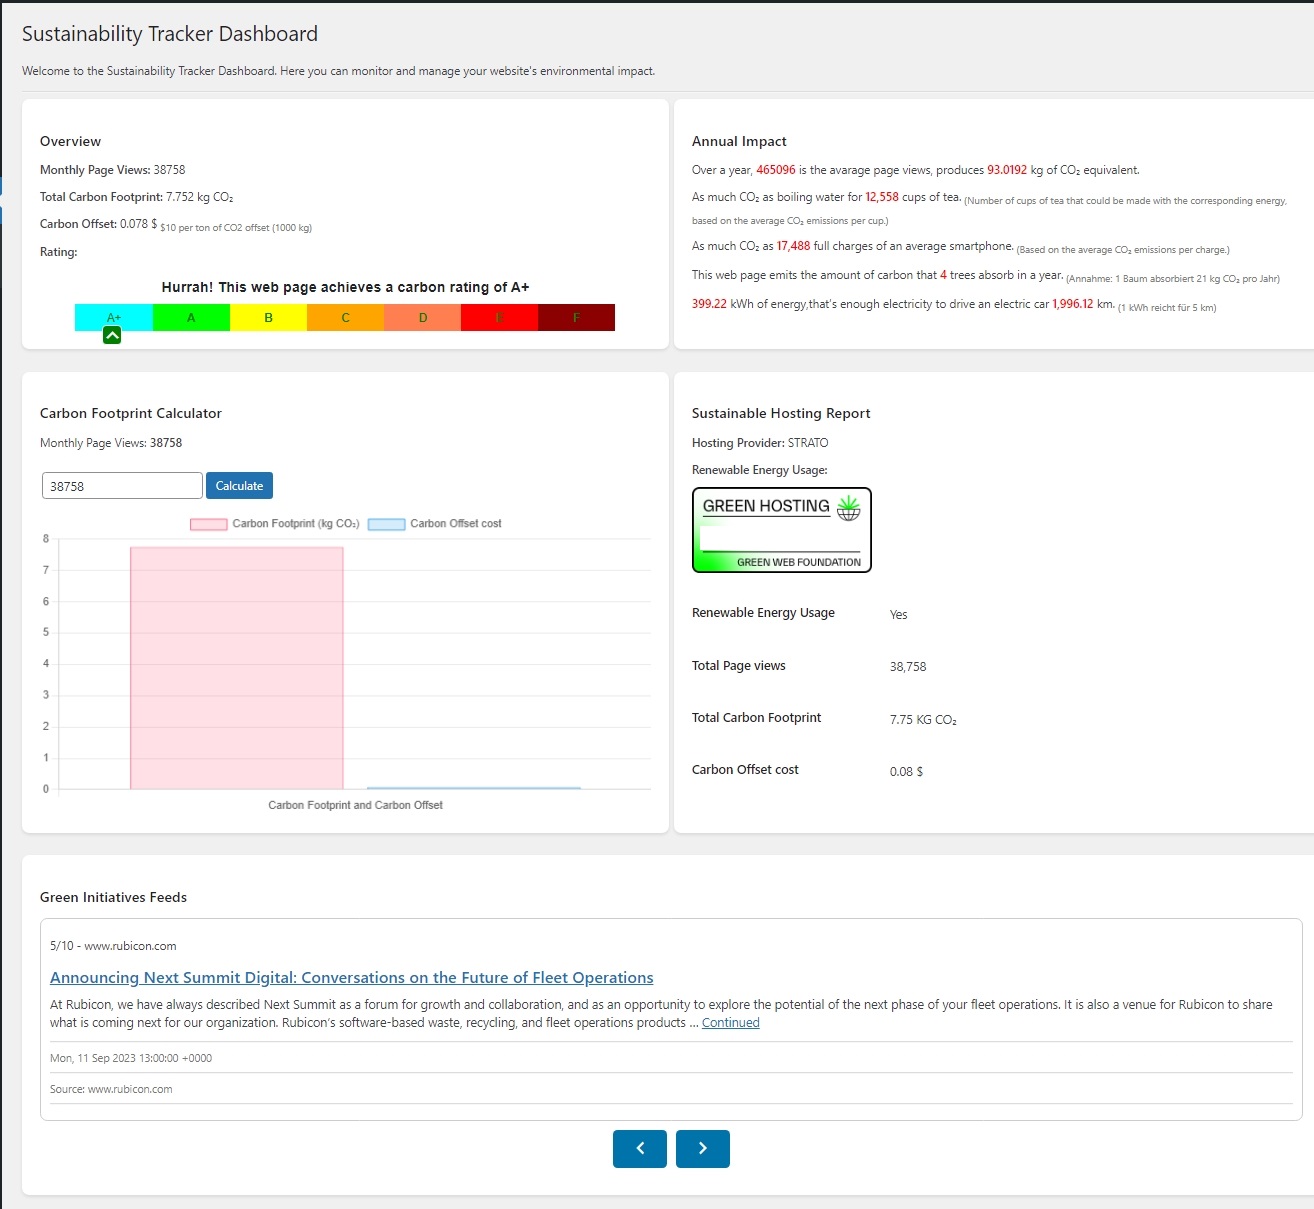 Sustainability Tracker Dashboard
Welcome to the Sustainability Tracker Dashboard. Here you can monitor and manage your website's environmental impact.
Overview
Monthly Page Views: 38758
Total Carbon Footprint: 7.752 kg CO₂
Carbon Offset: 0.078 $ $10 per ton of CO2 offset (1000 kg)
Rating:
Hurrah! This web page achieves a carbon rating of A+
A+ A B C D E F
Annual Impact
Over a year, 465096 is the avarage page views, produces 93.0192 kg of CO₂ equivalent.
As much CO₂ as boiling water for 12,558 cups of tea. (Number of cups of tea that could be made with the corresponding energy,
based on the average CO₂ emissions per cup.)
As much CO₂ as 17,488 full charges of an average smartphone. (Based on the average CO₂ emissions per charge.)
This web page emits the amount of carbon that 4 trees absorb in a year. (Annahme: 1 Baum absorbiert 21 kg CO₂ pro Jahr)
399.22 kWh of energy,that's enough electricity to drive an electric car 1,996.12 km. (1 kWh reicht für 5 km)
Carbon Footprint Calculator
Monthly Page Views: 38758
38758 Calculate
Carbon Footprint (kg CO₂) Carbon Offset cost
8
7
6
5
4
3
2
1
0
Carbon Footprint and Carbon Offset
Sustainable Hosting Report
Hosting Provider: STRATO
Renewable Energy Usage:
GREEN HOSTING
GREEN WEB FOUNDATION
Renewable Energy Usage Yes
Total Page views 38,758
Total Carbon Footprint 7.75 KG CO₂
Carbon Offset cost 0.08 $
Green Initiatives Feeds
5/10 - www.rubicon.com
Announcing Next Summit Digital: Conversations on the Future of Fleet Operations
At Rubicon, we have always described Next Summit as a forum for growth and collaboration, and as an opportunity to explore the potential of the next phase of your fleet operations. It is also a venue for Rubicon to share
what is coming next for our organization. Rubicon's software-based waste, recycling, and fleet operations products ... Continued
Mon, 11 Sep 2023 13:00:00 +0000
Source: www.rubicon.com